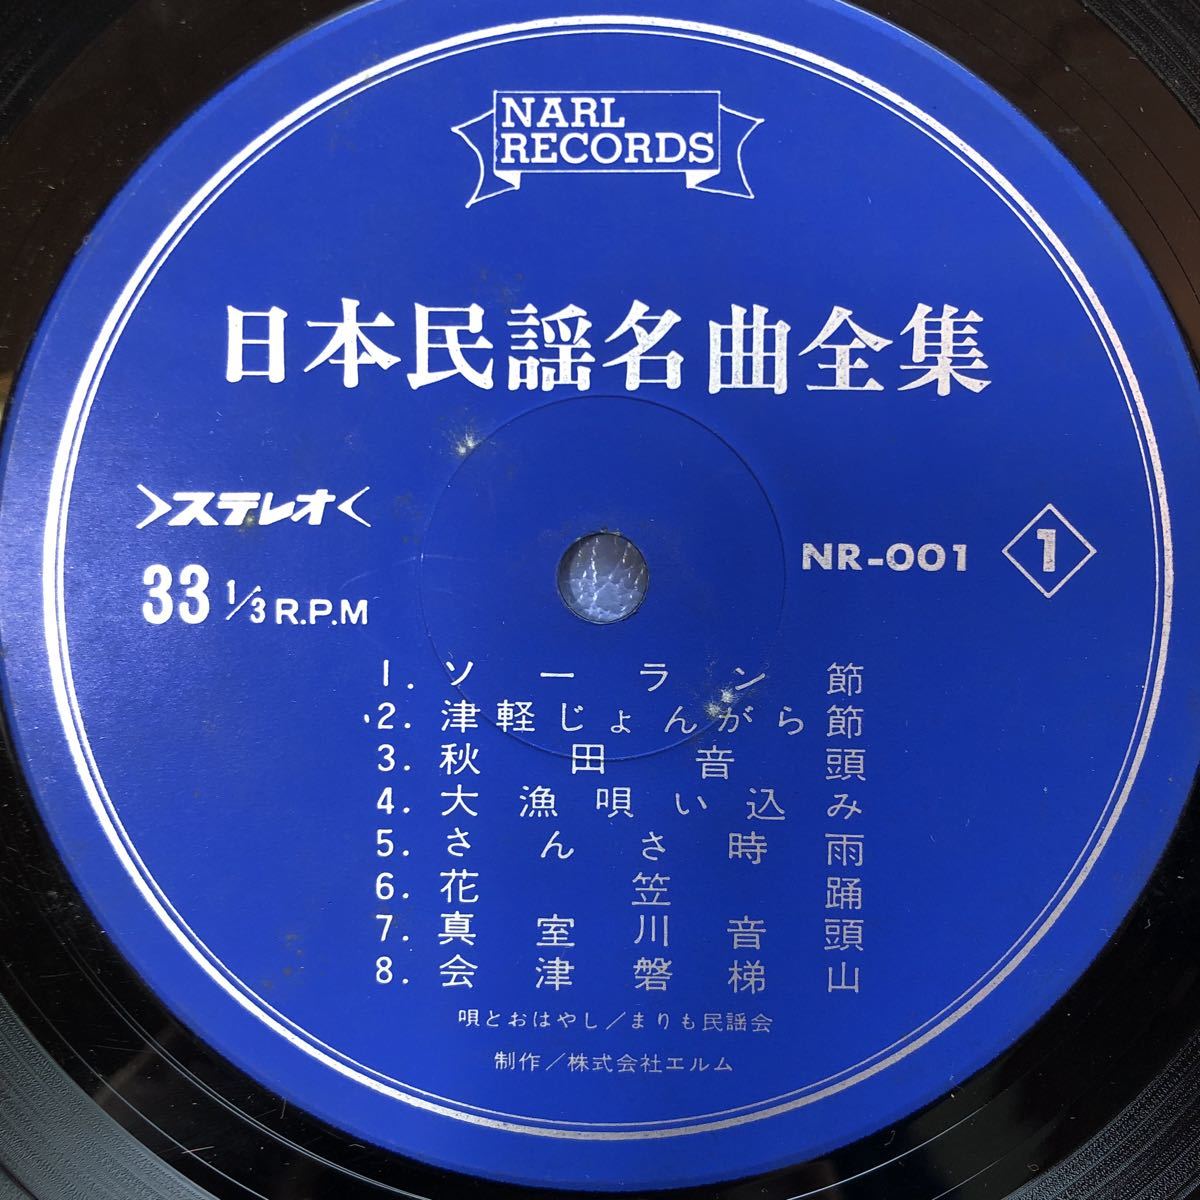 NARL
RECORDS
日本民謡名曲全集
ステレオ
33 1/3 R.P.M
NR-001 1
1. ソーラン節
2. 津軽じょんがら節
3. 秋田音頭
4. 大漁唄い込み
5. さんさ時雨
6. 花笠踊
7. 真室川音頭
8. 会津磐梯山
唄とおはやし/まりも民謡会
制作/株式会社エルム